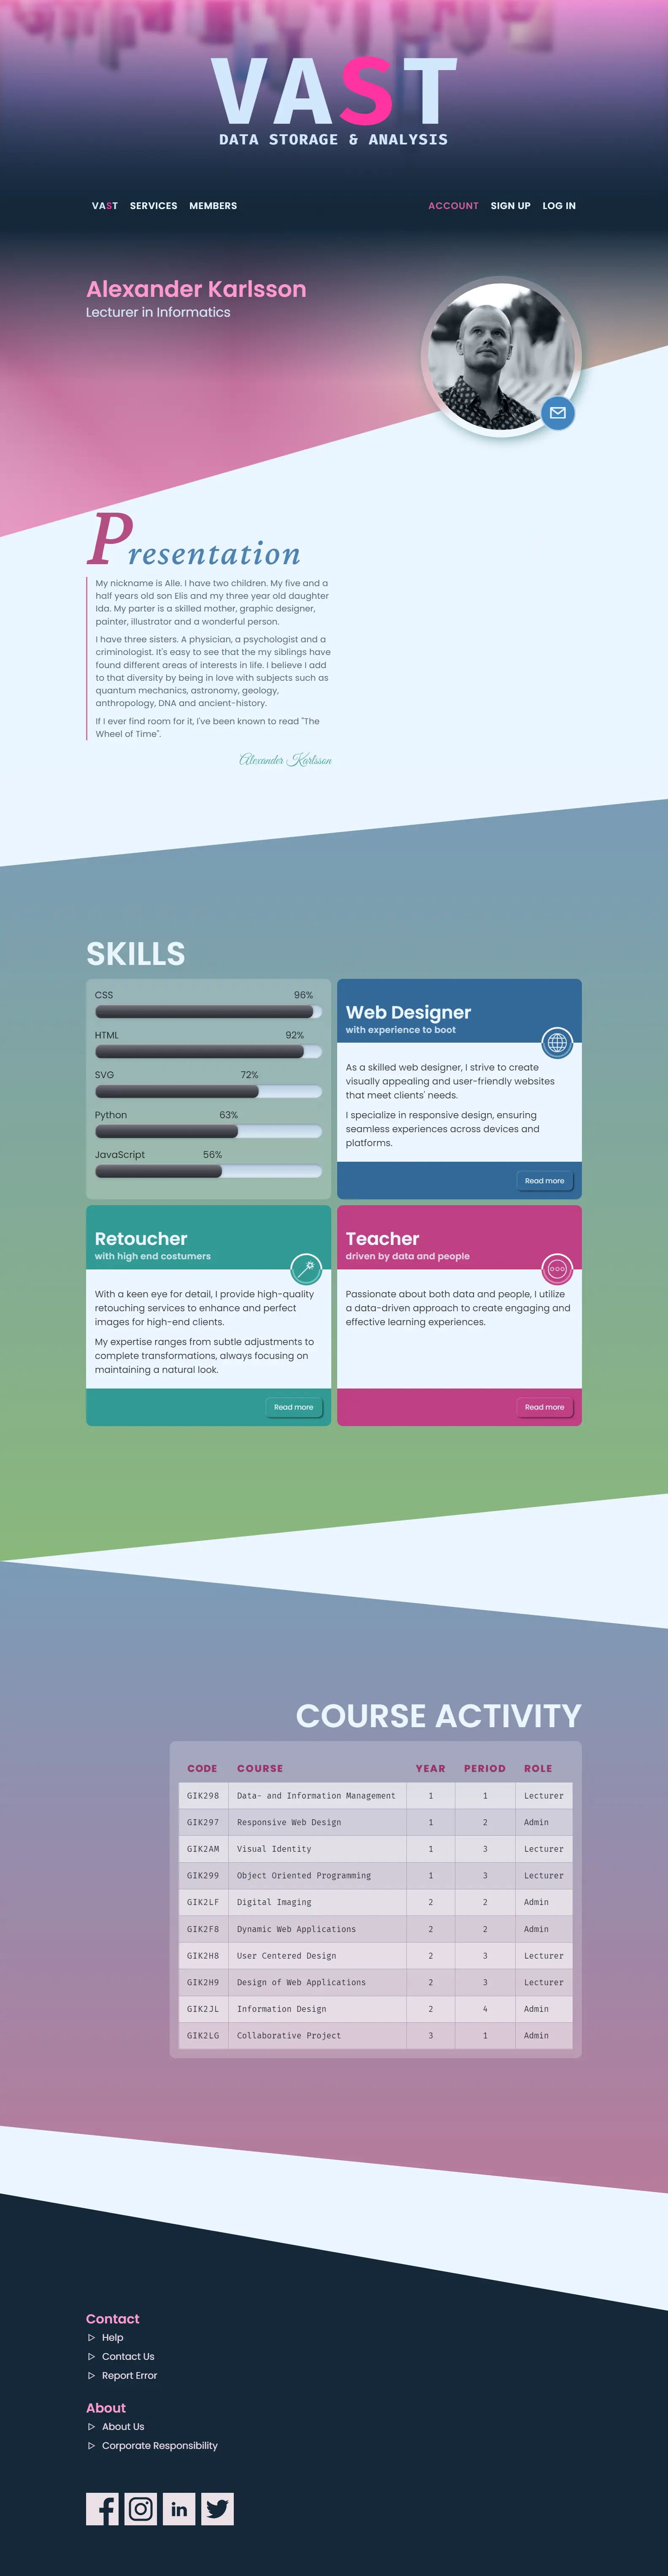 VAST
DATA STORAGE & ANALYSIS
VAST SERVICES MEMBERS
ACCOUNT SIGN UP LOG IN
Alexander Karlsson
Lecturer in Informatics
Presentation
My nickname is Alle. I have two children. My five and a
half years old son Elis and my three year old daughter
Ida. My parter is a skilled mother, graphic designer,
painter, illustrator and a wonderful person.
I have three sisters. A physician, a psychologist and a
criminologist. It's easy to see that the my siblings have
found different areas of interests in life. I believe I add
to that diversity by being in love with subjects such as
quantum mechanics, astronomy, geology,
anthropology, DNA and ancient-history.
If I ever find room for it, I've been known to read "The
Wheel of Time".
Alexander Karlsson
SKILLS
CSS 96%
HTML 92%
SVG 72%
Python 63%
JavaScript 56%
Web Designer
with experience to boot
As a skilled web designer, I strive to create
visually appealing and user-friendly websites
that meet clients' needs.
I specialize in responsive design, ensuring
seamless experiences across devices and
platforms.
Read more
Retoucher
with high end costumers
With a keen eye for detail, I provide high-quality
retouching services to enhance and perfect
images for high-end clients.
My expertise ranges from subtle adjustments to
complete transformations, always focusing on
maintaining a natural look.
Read more
Teacher
driven by data and people
Passionate about both data and people, I utilize
a data-driven approach to create engaging and
effective learning experiences.
Read more
COURSE ACTIVITY
CODE COURSE YEAR PERIOD ROLE
GIK298 Data- and Information Management 1 1 Lecturer
GIK297 Responsive Web Design 1 2 Admin
GIK2AM Visual Identity 1 3 Lecturer
GIK299 Object Oriented Programming 1 3 Lecturer
GIK2LF Digital Imaging 2 2 Admin
GIK2F8 Dynamic Web Applications 2 2 Admin
GIK2H8 User Centered Design 2 3 Lecturer
GIK2H9 Design of Web Applications 2 3 Lecturer
GIK2JL Information Design 2 4 Admin
GIK2LG Collaborative Project 3 1 Admin
Contact
Help
Contact Us
Report Error
About
About Us
Corporate Responsibility
in